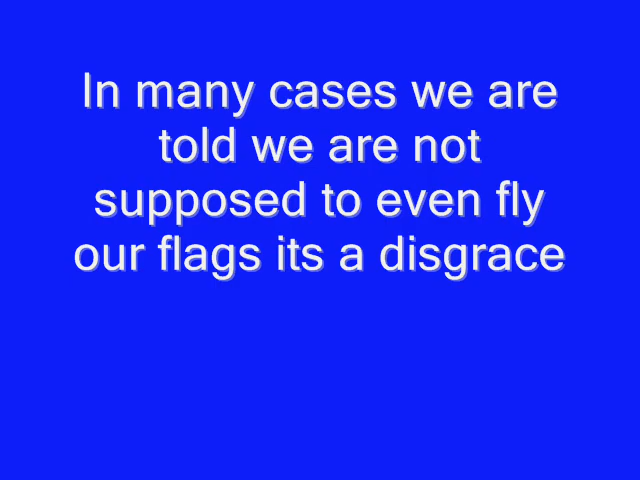 In many cases we are
told we are not
supposed to even fly
our flags its a disgrace